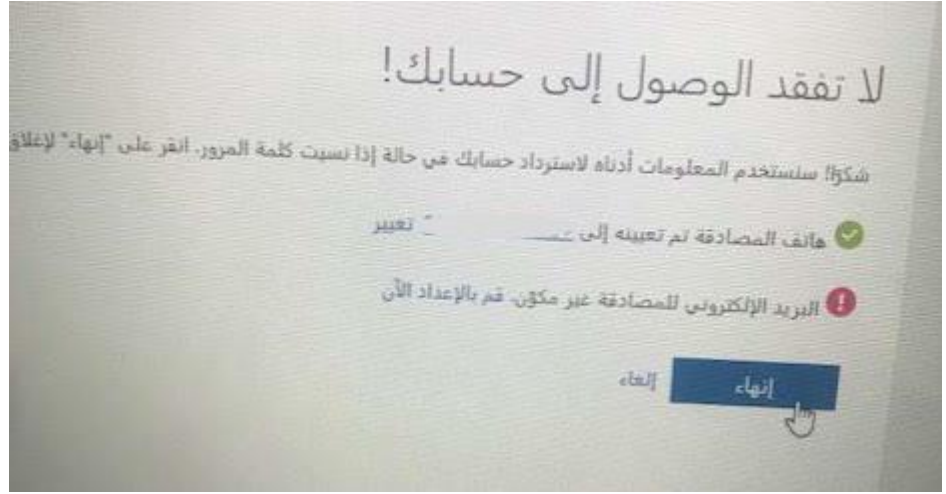 لا تفقد الوصول إلى حسابك!
شكرًا! سنستخدم المعلومات أدناه لاسترداد حسابك في حالة إذا نسيت كلمة المرور. انقر على "إنهاء" لإغلاق
هاتف المصادقة تم تعيينه إلى تغيير
البريد الإلكتروني للمصادقة غير مكوّن. قم بالإعداد الآن
إنهاء إلغاء